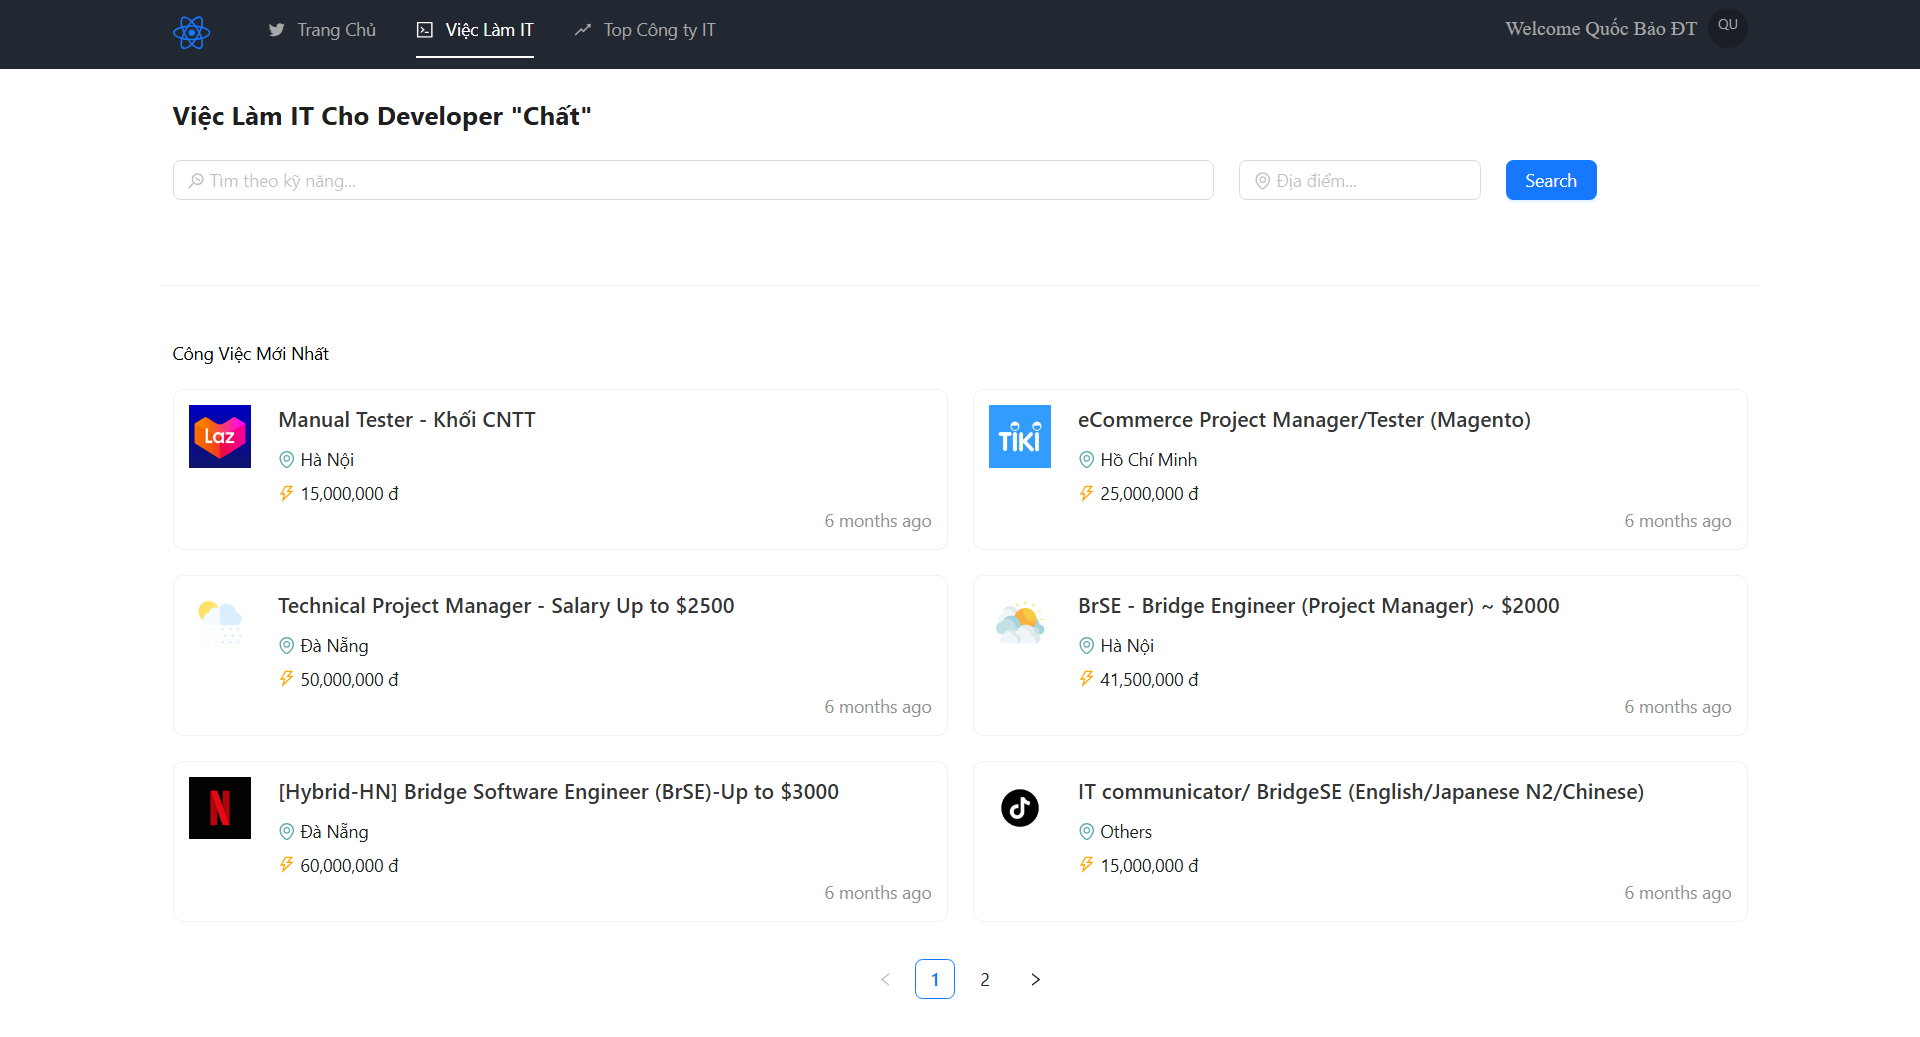 Trang Chủ
Việc Làm IT
Top Công ty IT
Welcome Quốc Bảo ĐT
QU
Việc Làm IT Cho Developer "Chất"
Tìm theo kỹ năng...
Địa điểm...
Search
Công Việc Mới Nhất
Laz
Manual Tester - Khối CNTT
Hà Nội
15,000,000 đ
6 months ago
TIKI
eCommerce Project Manager/Tester (Magento)
Hồ Chí Minh
25,000,000 đ
6 months ago
Technical Project Manager - Salary Up to $2500
Đà Nẵng
50,000,000 đ
6 months ago
BrSE - Bridge Engineer (Project Manager) ~ $2000
Hà Nội
41,500,000 đ
6 months ago
N
[Hybrid-HN] Bridge Software Engineer (BrSE)-Up to $3000
Đà Nẵng
60,000,000 đ
6 months ago
IT communicator/ BridgeSE (English/Japanese N2/Chinese)
Others
15,000,000 đ
6 months ago
1
2